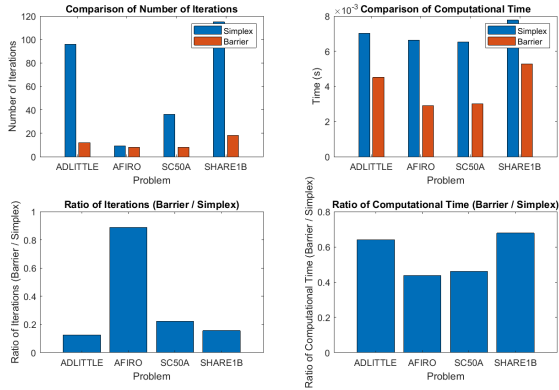 Comparison of Number of Iterations
Number of Iterations
120
100
80
60
40
20
0
Simplex
Barrier
ADLITTLE AFIRO SC50A SHARE1B
Problem
Comparison of Computational Time
×10⁻³
Time (s)
8
6
4
2
0
Simplex
Barrier
ADLITTLE AFIRO SC50A SHARE1B
Problem
Ratio of Iterations (Barrier / Simplex)
Ratio of Iterations (Barrier / Simplex)
1
0.8
0.6
0.4
0.2
0
ADLITTLE AFIRO SC50A SHARE1B
Problem
Ratio of Computational Time (Barrier / Simplex)
Ratio of Computational Time (Barrier / Simplex)
0.8
0.6
0.4
0.2
0
ADLITTLE AFIRO SC50A SHARE1B
Problem